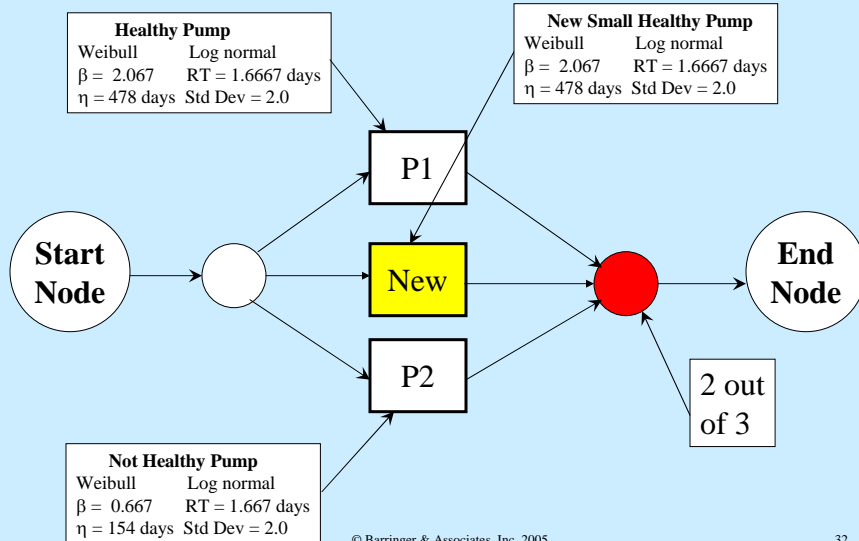 Healthy Pump
Weibull Log normal
β = 2.067 RT = 1.6667 days
η = 478 days Std Dev = 2.0
New Small Healthy Pump
Weibull Log normal
β = 2.067 RT = 1.6667 days
η = 478 days Std Dev = 2.0
P1
Start
Node
New
End
Node
P2
2 out
of 3
Not Healthy Pump
Weibull Log normal
β = 0.667 RT = 1.667 days
η = 154 days Std Dev = 2.0
© Barringer & Associates, Inc. 2005
32